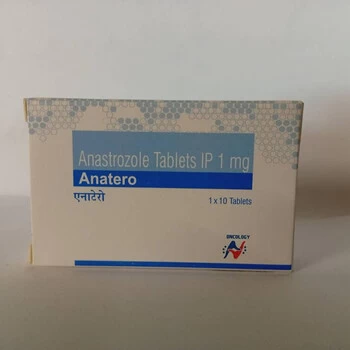 Anastrozole Tablets IP 1 mg
Anatero
एनाटेरो
1 x 10 Tablets
ONCOLOGY